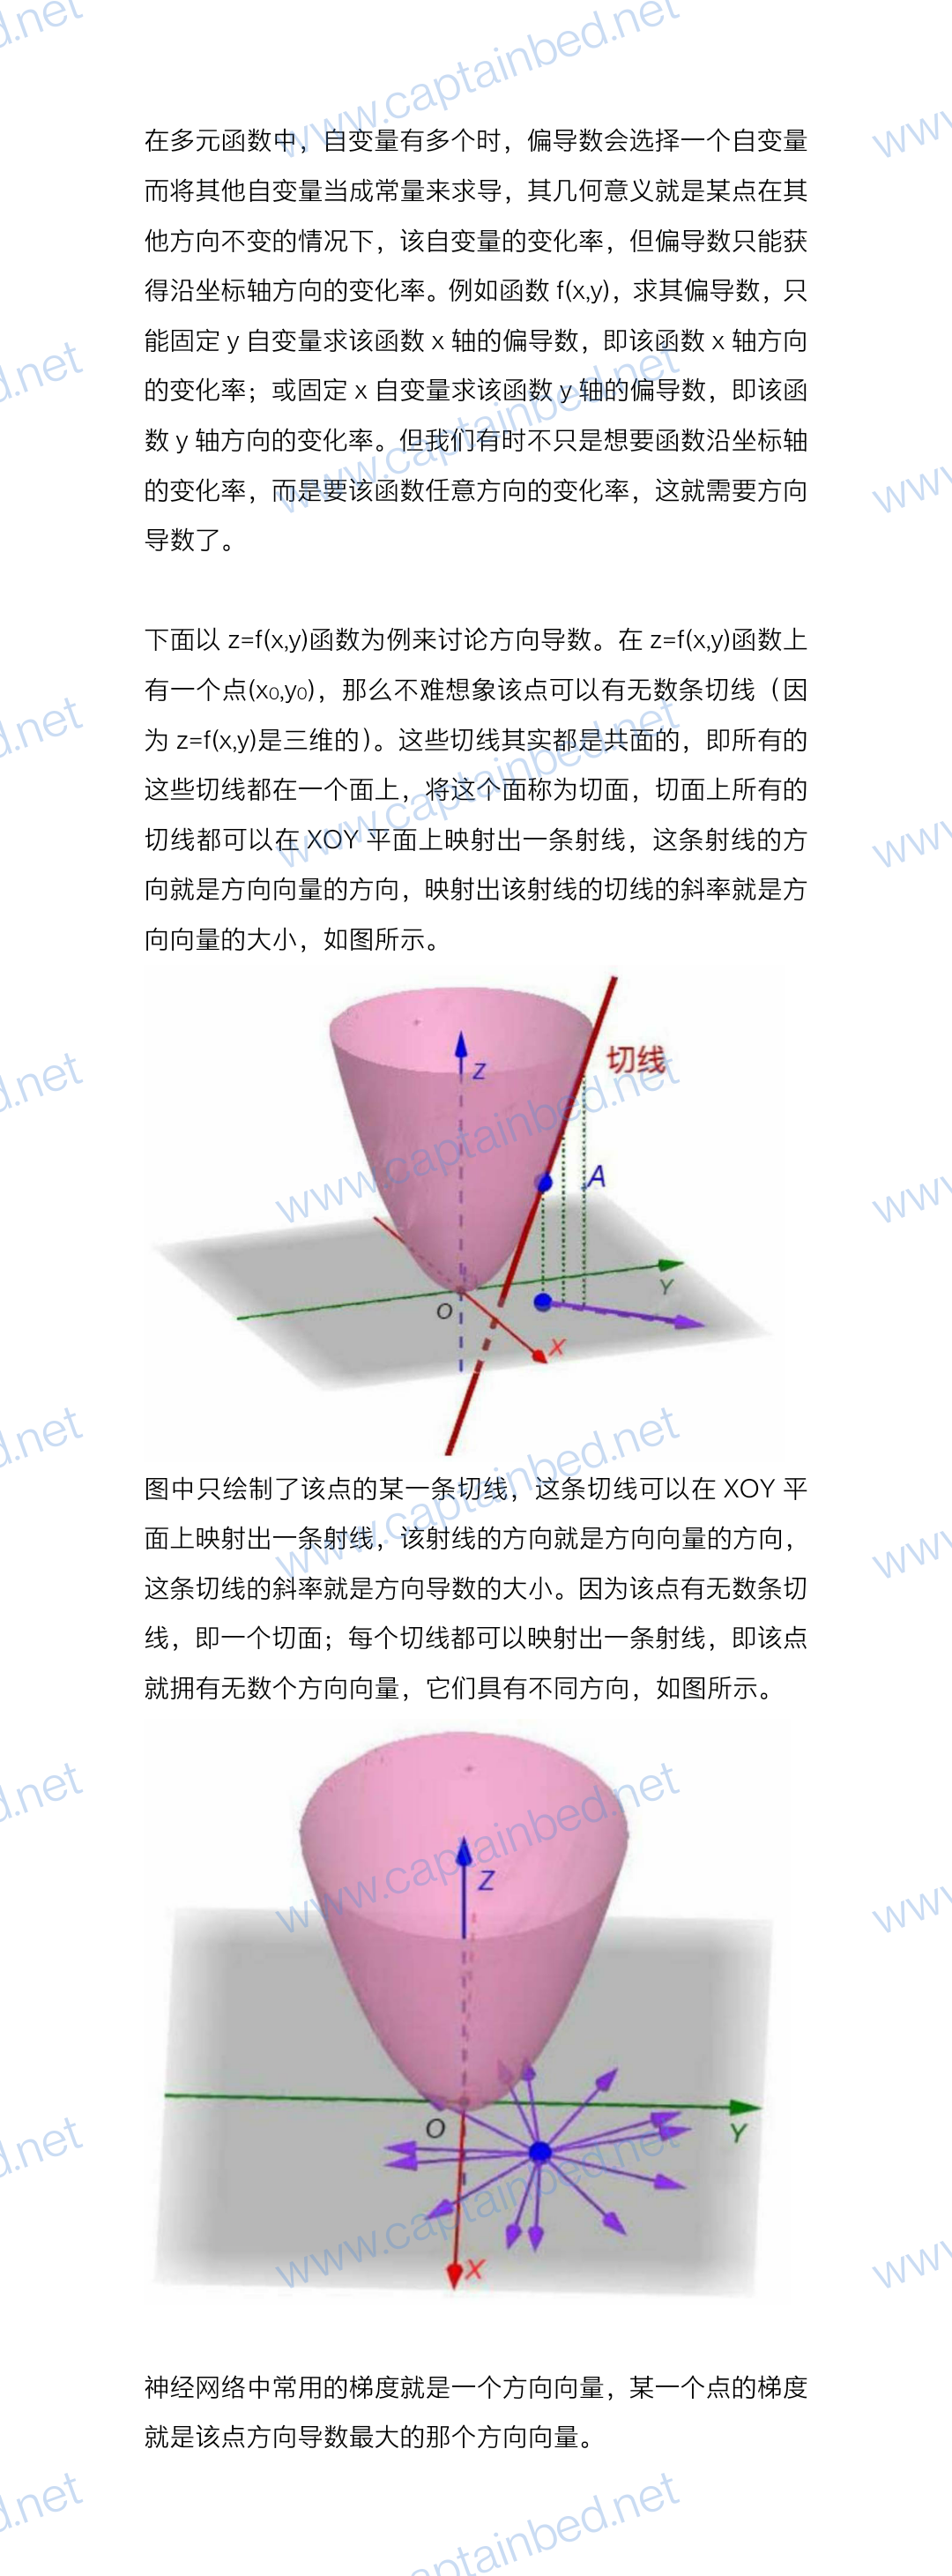 www.captainbed.net
在多元函数中，自变量有多个时，偏导数会选择一个自变量
而将其他自变量当成常量来求导，其几何意义就是某点在其
他方向不变的情况下，该自变量的变化率，但偏导数只能获
得沿坐标轴方向的变化率。例如函数 f(x,y)，求其偏导数，只
能固定 y 自变量求该函数 x 轴的偏导数，即该函数 x 轴方向
的变化率；或固定 x 自变量求该函数 y 轴的偏导数，即该函
数 y 轴方向的变化率。但我们有时不只是想要函数沿坐标轴
的变化率，而是要该函数任意方向的变化率，这就需要方向
导数了。
下面以 z=f(x,y)函数为例来讨论方向导数。在 z=f(x,y)函数上
有一个点(x₀,y₀)，那么不难想象该点可以有无数条切线（因
为 z=f(x,y)是三维的）。这些切线其实都是共面的，即所有的
这些切线都在一个面上，将这个面称为切面，切面上所有的
切线都可以在 XOY 平面上映射出一条射线，这条射线的方
向就是方向向量的方向，映射出该射线的切线的斜率就是方
向向量的大小，如图所示。
切线
Z
A
Y
O
X
图中只绘制了该点的某一条切线，这条切线可以在 XOY 平
面上映射出一条射线，该射线的方向就是方向向量的方向，
这条切线的斜率就是方向导数的大小。因为该点有无数条切
线，即一个切面；每个切线都可以映射出一条射线，即该点
就拥有无数个方向向量，它们具有不同方向，如图所示。
Z
O
Y
X
神经网络中常用的梯度就是一个方向向量，某一个点的梯度
就是该点方向导数最大的那个方向向量。